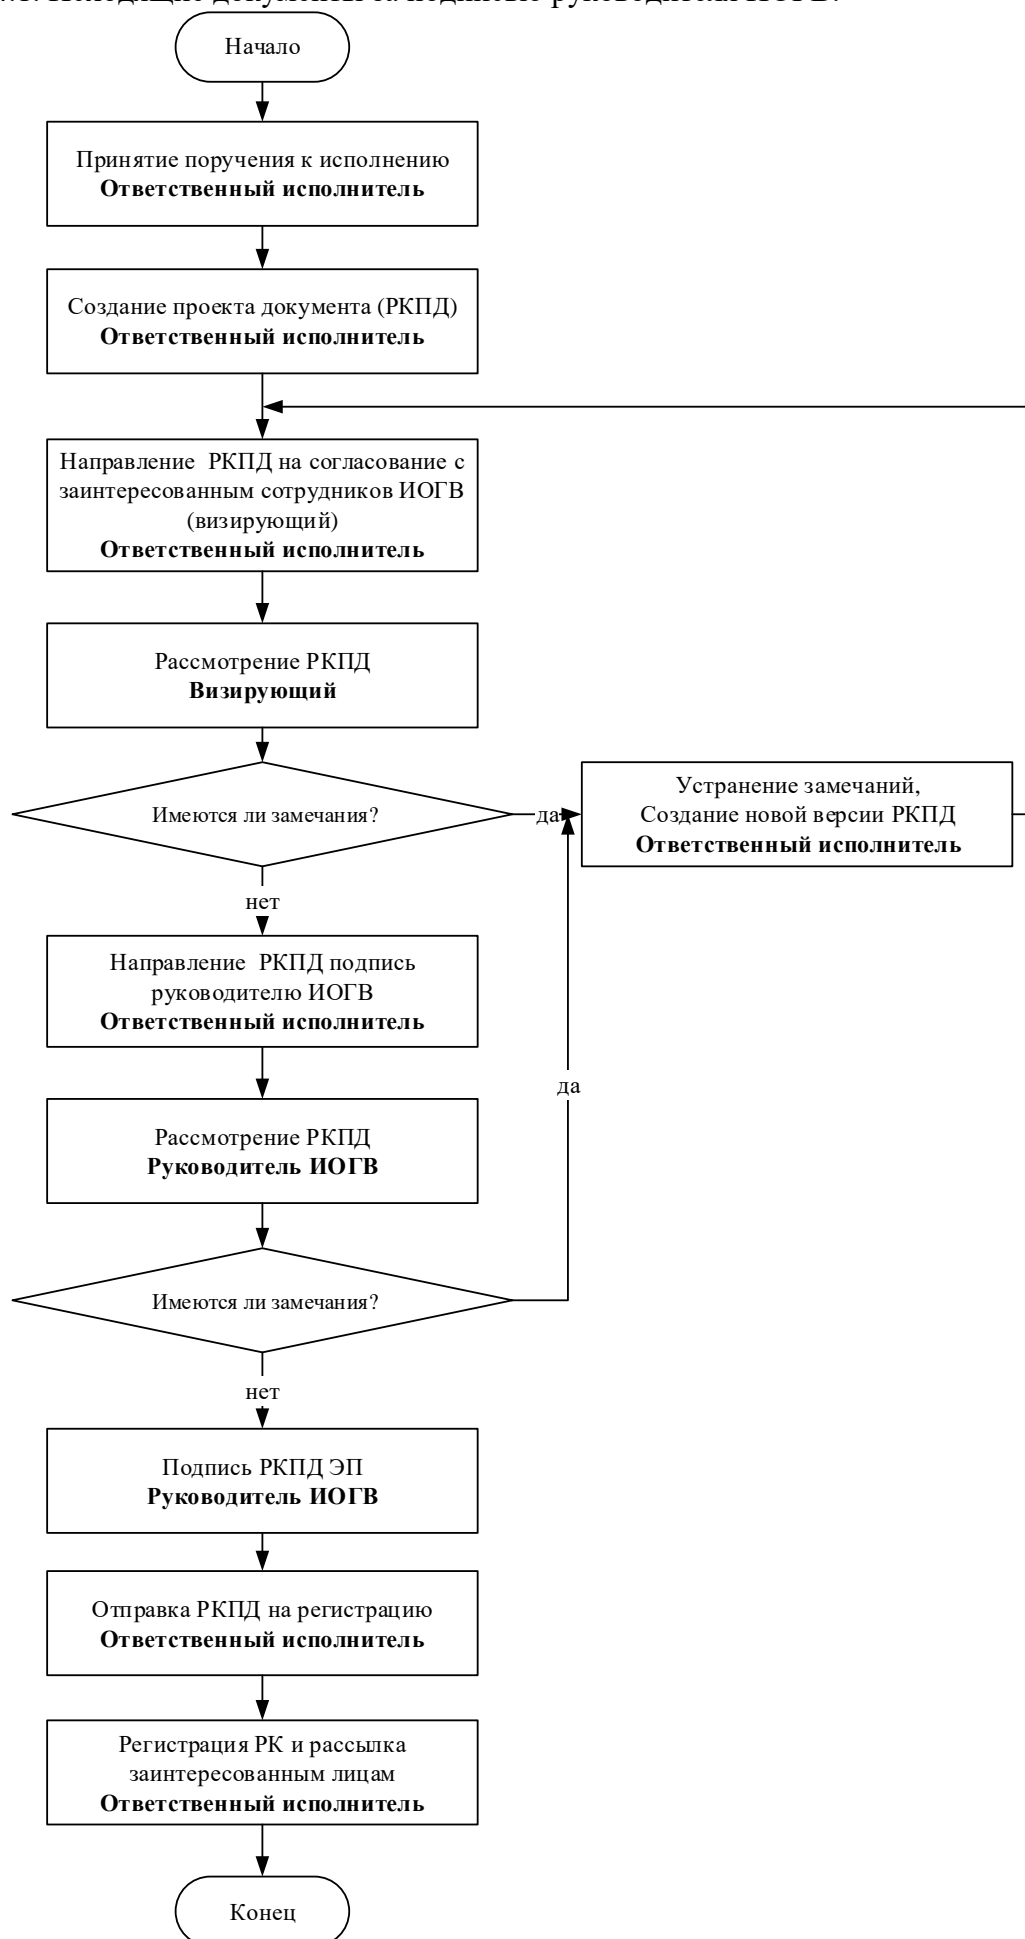 Начало
Принятие поручения к исполнению
Ответственный исполнитель
Создание проекта документа (РКПД)
Ответственный исполнитель
Направление РКПД на согласование с
заинтересованным сотрудников ИОГВ
(визирующий)
Ответственный исполнитель
Рассмотрение РКПД
Визирующий
Имеются ли замечания?
да
Устранение замечаний,
Создание новой версии РКПД
Ответственный исполнитель
нет
Направление РКПД подпись
руководителю ИОГВ
Ответственный исполнитель
да
Рассмотрение РКПД
Руководитель ИОГВ
Имеются ли замечания?
нет
Подпись РКПД ЭП
Руководитель ИОГВ
Отправка РКПД на регистрацию
Ответственный исполнитель
Регистрация РК и рассылка
заинтересованным лицам
Ответственный исполнитель
Конец